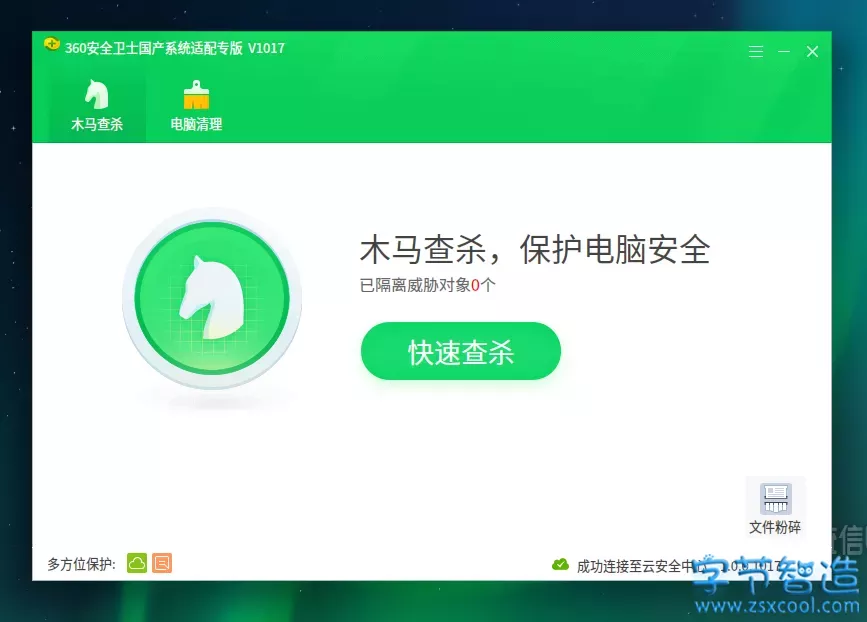 360安全卫士国产系统适配专版 V1017
木马查杀
电脑清理
木马查杀，保护电脑安全
已隔离威胁对象0个
快速查杀
文件粉碎
多方位保护:
成功连接至云安全中心
字节智造
www.zsxcool.com